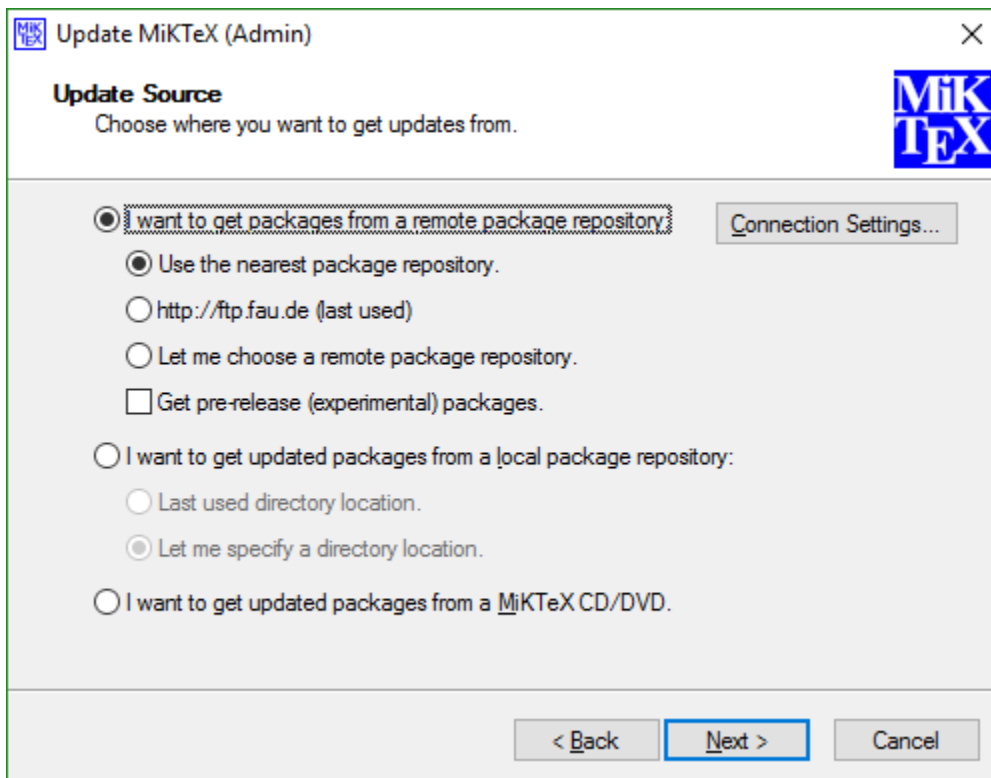 MiK
TEX
Update MiKTeX (Admin)
Update Source
Choose where you want to get updates from.
MiK
TEX
I want to get packages from a remote package repository:
Connection Settings...
Use the nearest package repository.
http://ftp.fau.de (last used)
Let me choose a remote package repository.
Get pre-release (experimental) packages.
I want to get updated packages from a local package repository:
Last used directory location.
Let me specify a directory location.
I want to get updated packages from a MiKTeX CD/DVD.
< Back
Next >
Cancel